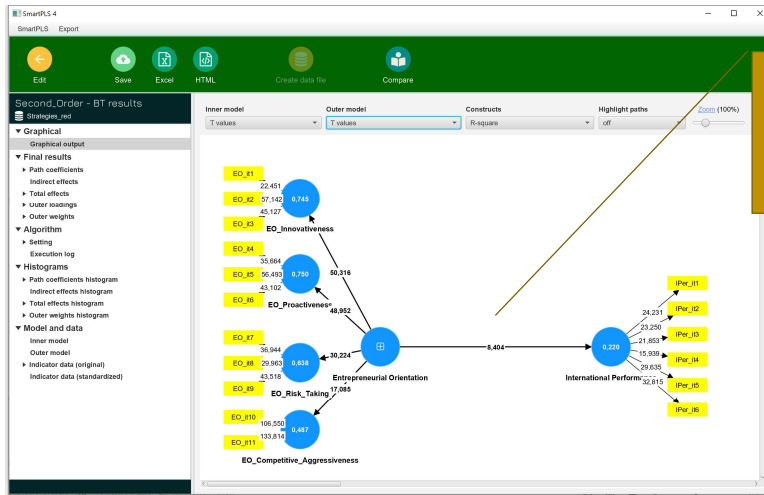 SmartPLS 4
SmartPLS Export
Edit Save Excel HTML Create data file Compare
Second_Order - BT results
Strategies_red
Graphical
Graphical output
Final results
Path coefficients
Indirect effects
Total effects
Outer loadings
Outer weights
Algorithm
Setting
Execution log
Histograms
Path coefficients histogram
Indirect effects histogram
Total effects histogram
Outer weights histogram
Model and data
Inner model
Outer model
Indicator data (original)
Indicator data (standardized)
Inner model Outer model Constructs Highlight paths Zoom (100%)
T values T values R-square off
EO_it1
22,451
EO_it2 57,142 0,745
45,127
EO_it3
EO_Innovativeness
EO_it4
35,664
EO_it5 56,493 0,750
43,102
EO_it6
EO_Proactiveness
50,316
48,952
EO_it7
36,944
EO_it8 29,963 0,638
43,518
EO_it9
EO_Risk_Taking
30,224
17,085
Entrepreneurial Orientation
EO_it10
106,550
133,814 0,487
EO_it11
EO_Competitive_Aggressiveness
8,404
0,220
International
24,231 IPer_it1
23,250 IPer_it2
21,853 IPer_it3
15,939 IPer_it4
29,635 IPer_it5
32,815 IPer_it6